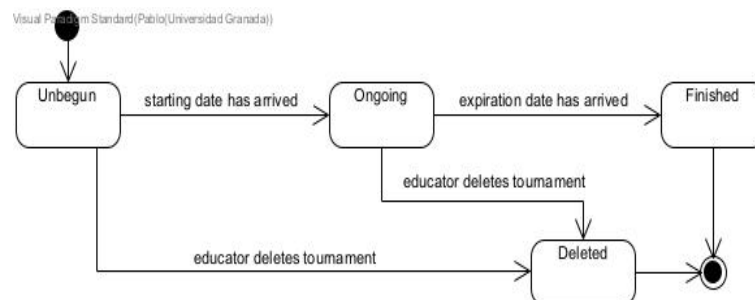 Visual Paradigm Standard(Pablo(Universidad Granada))
Unbegun
starting date has arrived
Ongoing
expiration date has arrived
Finished
educator deletes tournament
educator deletes tournament
Deleted